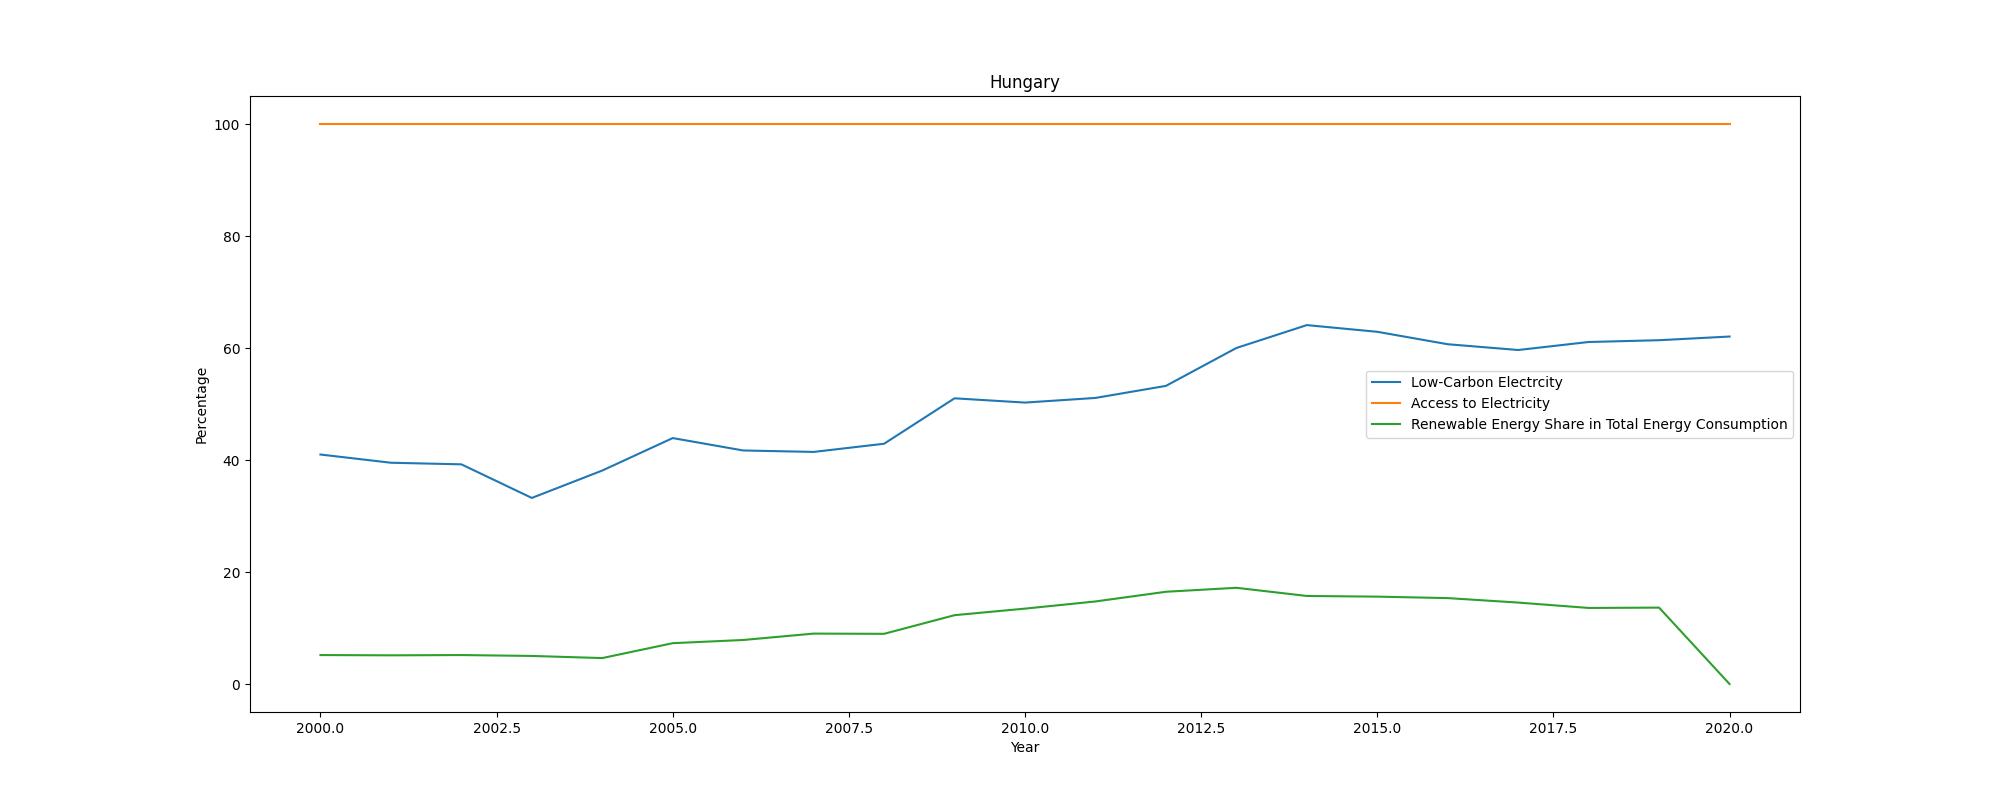 Hungary
100
80
60
40
20
0
Percentage
Low-Carbon Electrcity
Access to Electricity
Renewable Energy Share in Total Energy Consumption
2000.0 2002.5 2005.0 2007.5 2010.0 2012.5 2015.0 2017.5 2020.0
Year